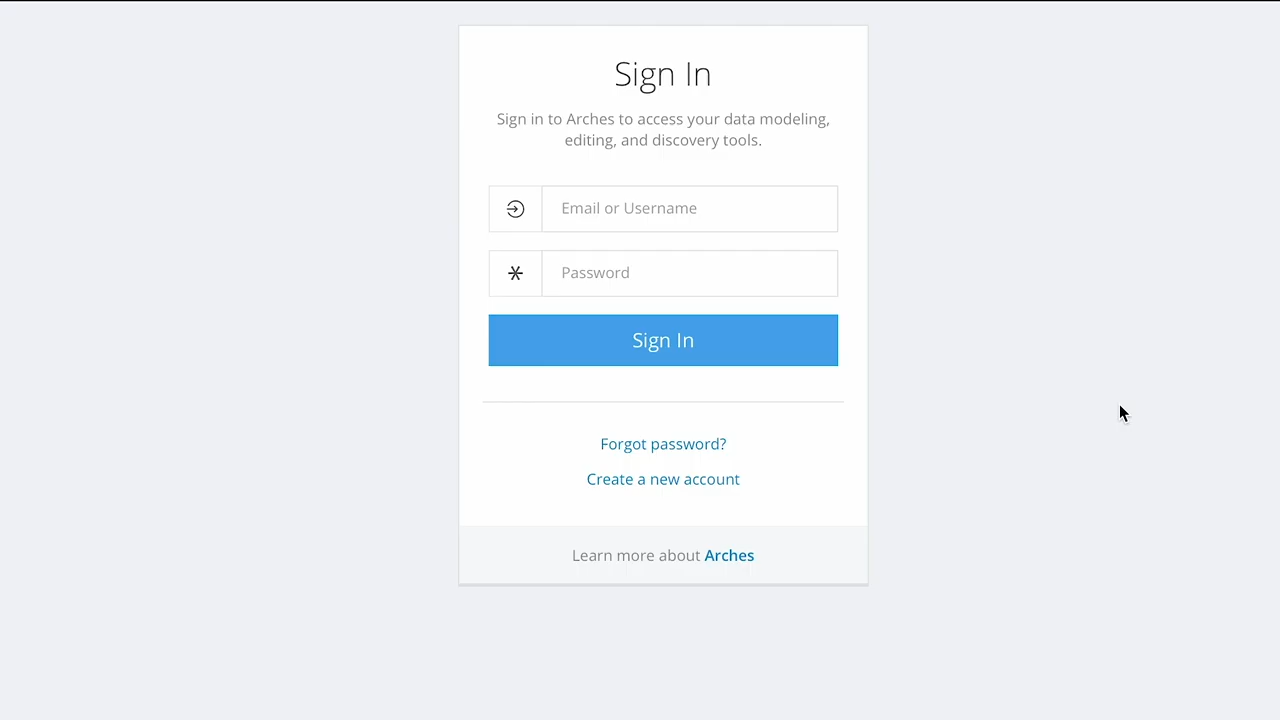 Sign In
Sign in to Arches to access your data modeling,
editing, and discovery tools.
Email or Username
Password
Sign In
Forgot password?
Create a new account
Learn more about Arches